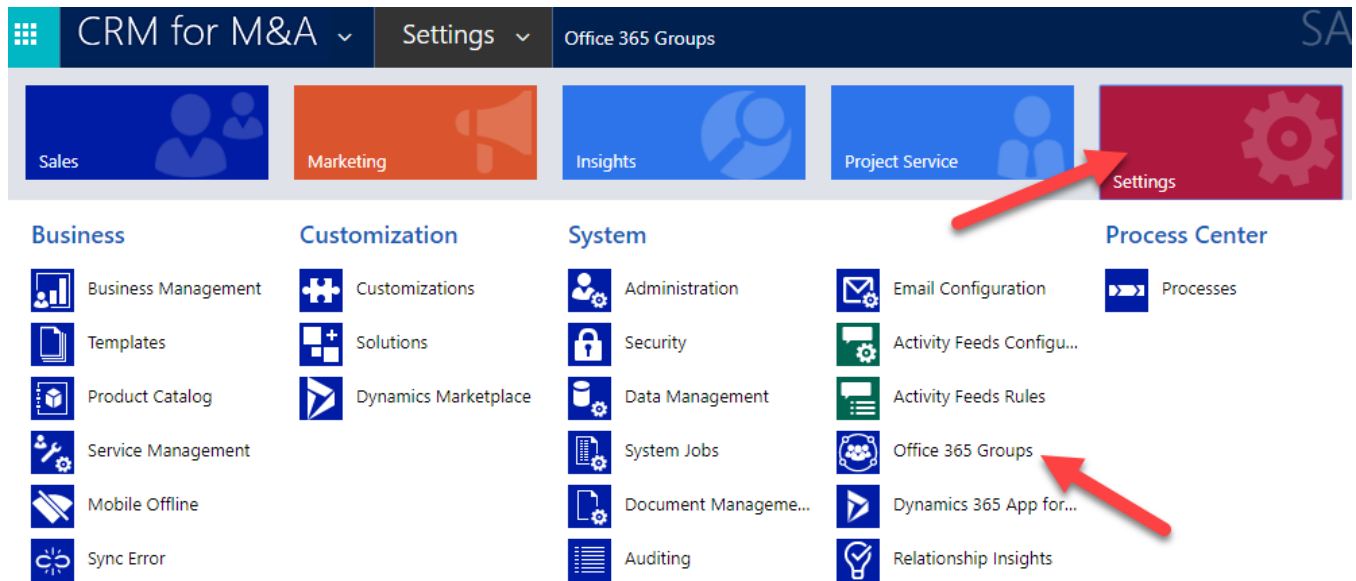 CRM for M&A
Settings
Office 365 Groups
SA
Sales
Marketing
Insights
Project Service
Settings
Business
Customization
System
Process Center
Business Management
Customizations
Administration
Email Configuration
Processes
Templates
Solutions
Security
Activity Feeds Configu...
Product Catalog
Dynamics Marketplace
Data Management
Activity Feeds Rules
Service Management
System Jobs
Office 365 Groups
Mobile Offline
Document Manageme...
Dynamics 365 App for...
Sync Error
Auditing
Relationship Insights